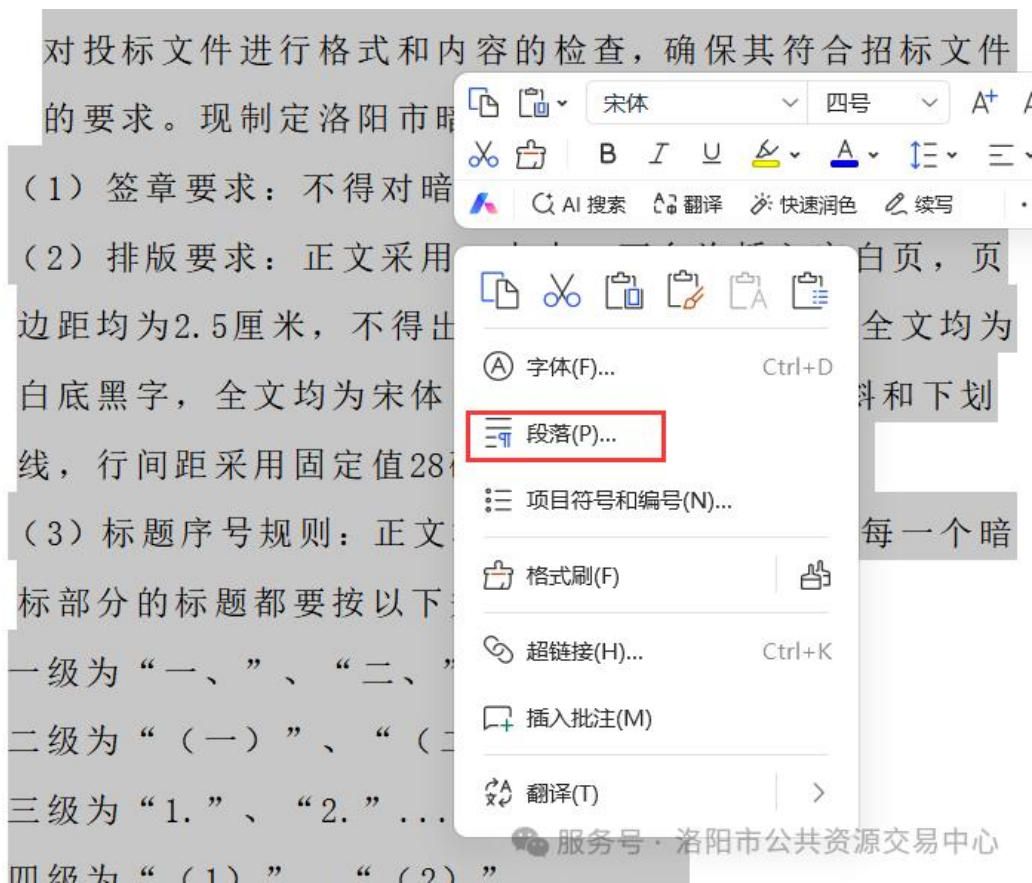 对投标文件进行格式和内容的检查，确保其符合招标文件
的要求。现制定洛阳市暗
宋体 四号 A+
（1）签章要求：不得对暗
B I U A
AI 搜索 翻译 快速润色 续写
（2）排版要求：正文采用
白页，页
边距均为2.5厘米，不得出
全文均为
字体(F)... Ctrl+D
白底黑字，全文均为宋体
斜和下划
段落(P)...
线，行间距采用固定值28
项目符号和编号(N)...
（3）标题序号规则：正文
每一个暗
格式刷(F)
标部分的标题都要按以下
超链接(H)... Ctrl+K
一级为“一、”、“二、”
插入批注(M)
二级为“（一）”、“（二
翻译(T)
三级为“1.”、“2.”...
服务号 · 洛阳市公共资源交易中心
四级为“（1）”、“（2）”